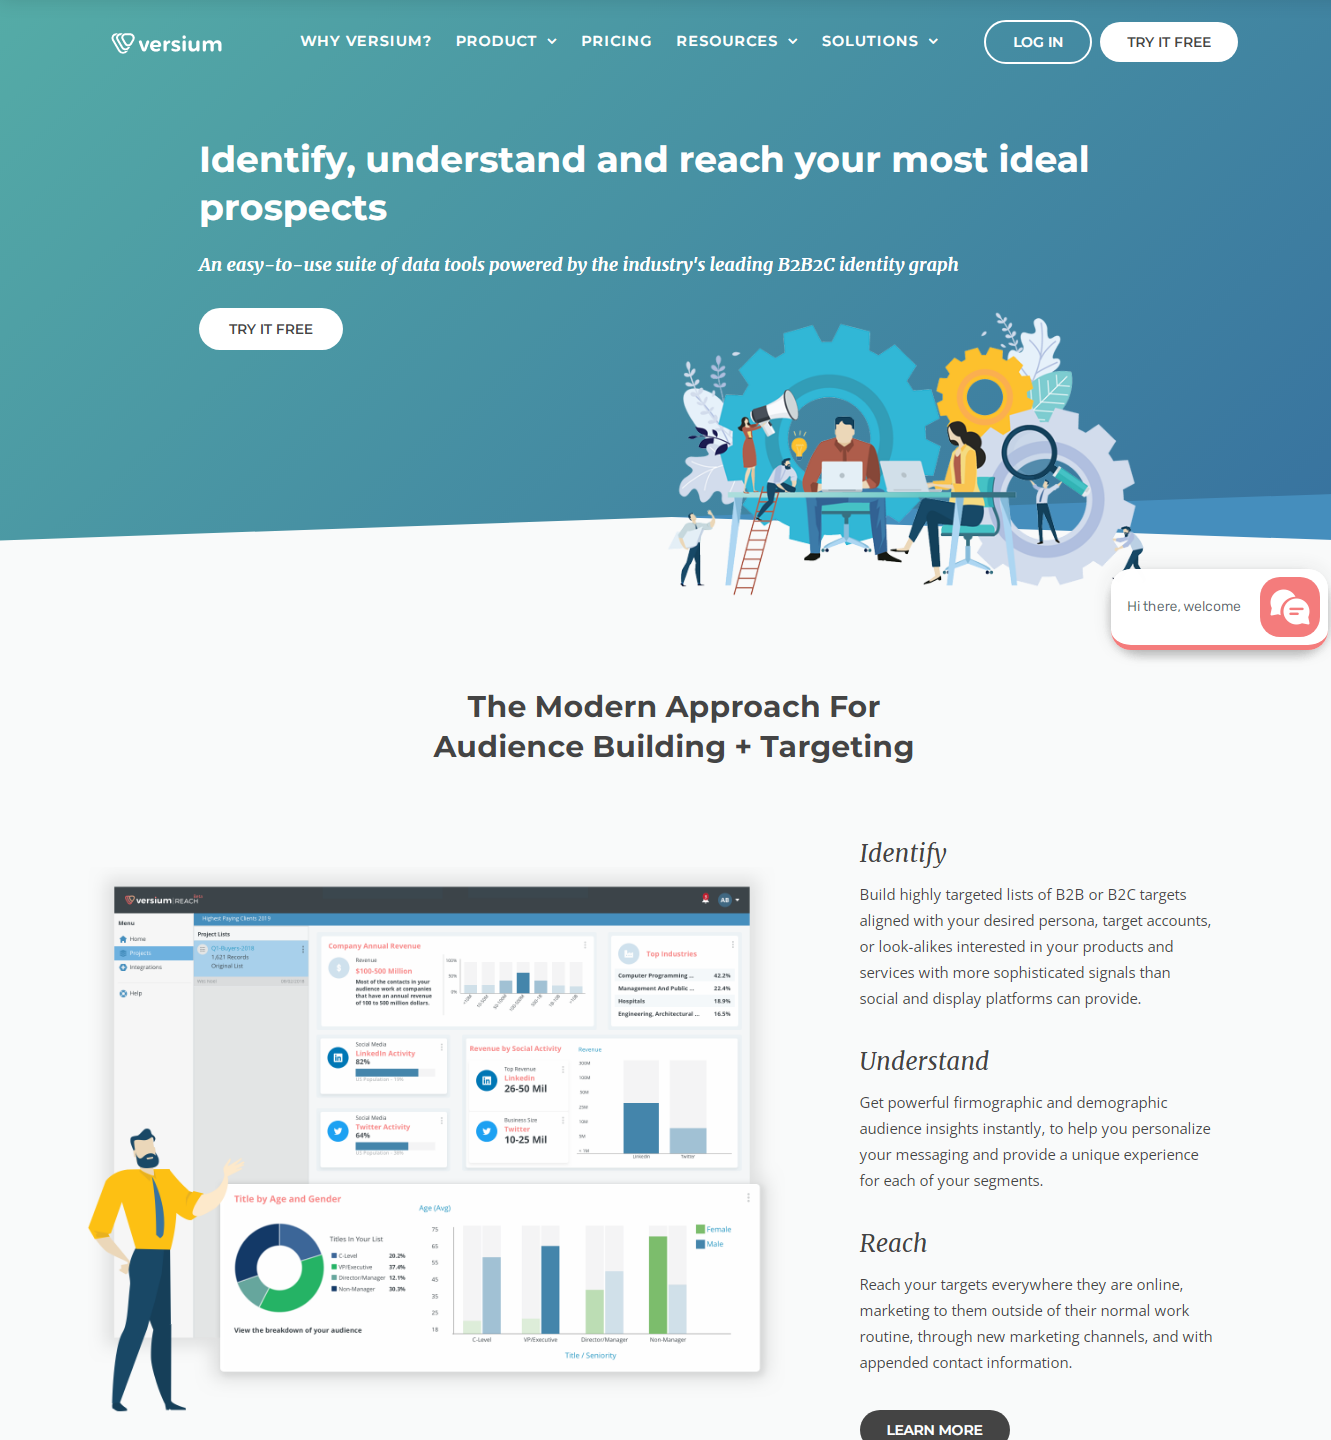 versium
WHY VERSIUM?
PRODUCT
PRICING
RESOURCES
SOLUTIONS
LOG IN
TRY IT FREE
Identify, understand and reach your most ideal
prospects
An easy-to-use suite of data tools powered by the industry's leading B2B2C identity graph
TRY IT FREE
Hi there, welcome
The Modern Approach For
Audience Building + Targeting
versium REACH
AB
Menu
Home
Projects
Integrations
Help
Highest Paying Clients 2019
Project Lists
Q1-Buyers-2018
1,621 Records
Original List
Company Annual Revenue
Revenue
$100-500 Million
Most of the contacts in your
audience work at companies
that have an annual revenue
of 100 to 500 million dollars.
100%
50%
0%
Top Industries
Computer Programming ... 42.2%
Management And Public ... 22.4%
Hospitals 18.9%
Engineering, Architectural ... 16.5%
Social Media
LinkedIn Activity
82%
Social Media
Twitter Activity
64%
Revenue by Social Activity
Top Revenue
LinkedIn
26-50 Mil
Business Size
Twitter
10-25 Mil
Revenue
LinkedIn
Twitter
Title by Age and Gender
Titles In Your List
C-Level 20.2%
VP/Executive 37.4%
Director/Manager 12.1%
Non-Manager 30.3%
View the breakdown of your audience
Age (Avg)
75
65
55
45
35
25
18
C-Level
VP/Executive
Director/Manager
Non-Manager
Title / Seniority
Female
Male
Identify
Build highly targeted lists of B2B or B2C targets
aligned with your desired persona, target accounts,
or look-alikes interested in your products and
services with more sophisticated signals than
social and display platforms can provide.
Understand
Get powerful firmographic and demographic
audience insights instantly, to help you personalize
your messaging and provide a unique experience
for each of your segments.
Reach
Reach your targets everywhere they are online,
marketing to them outside of their normal work
routine, through new marketing channels, and with
appended contact information.
LEARN MORE